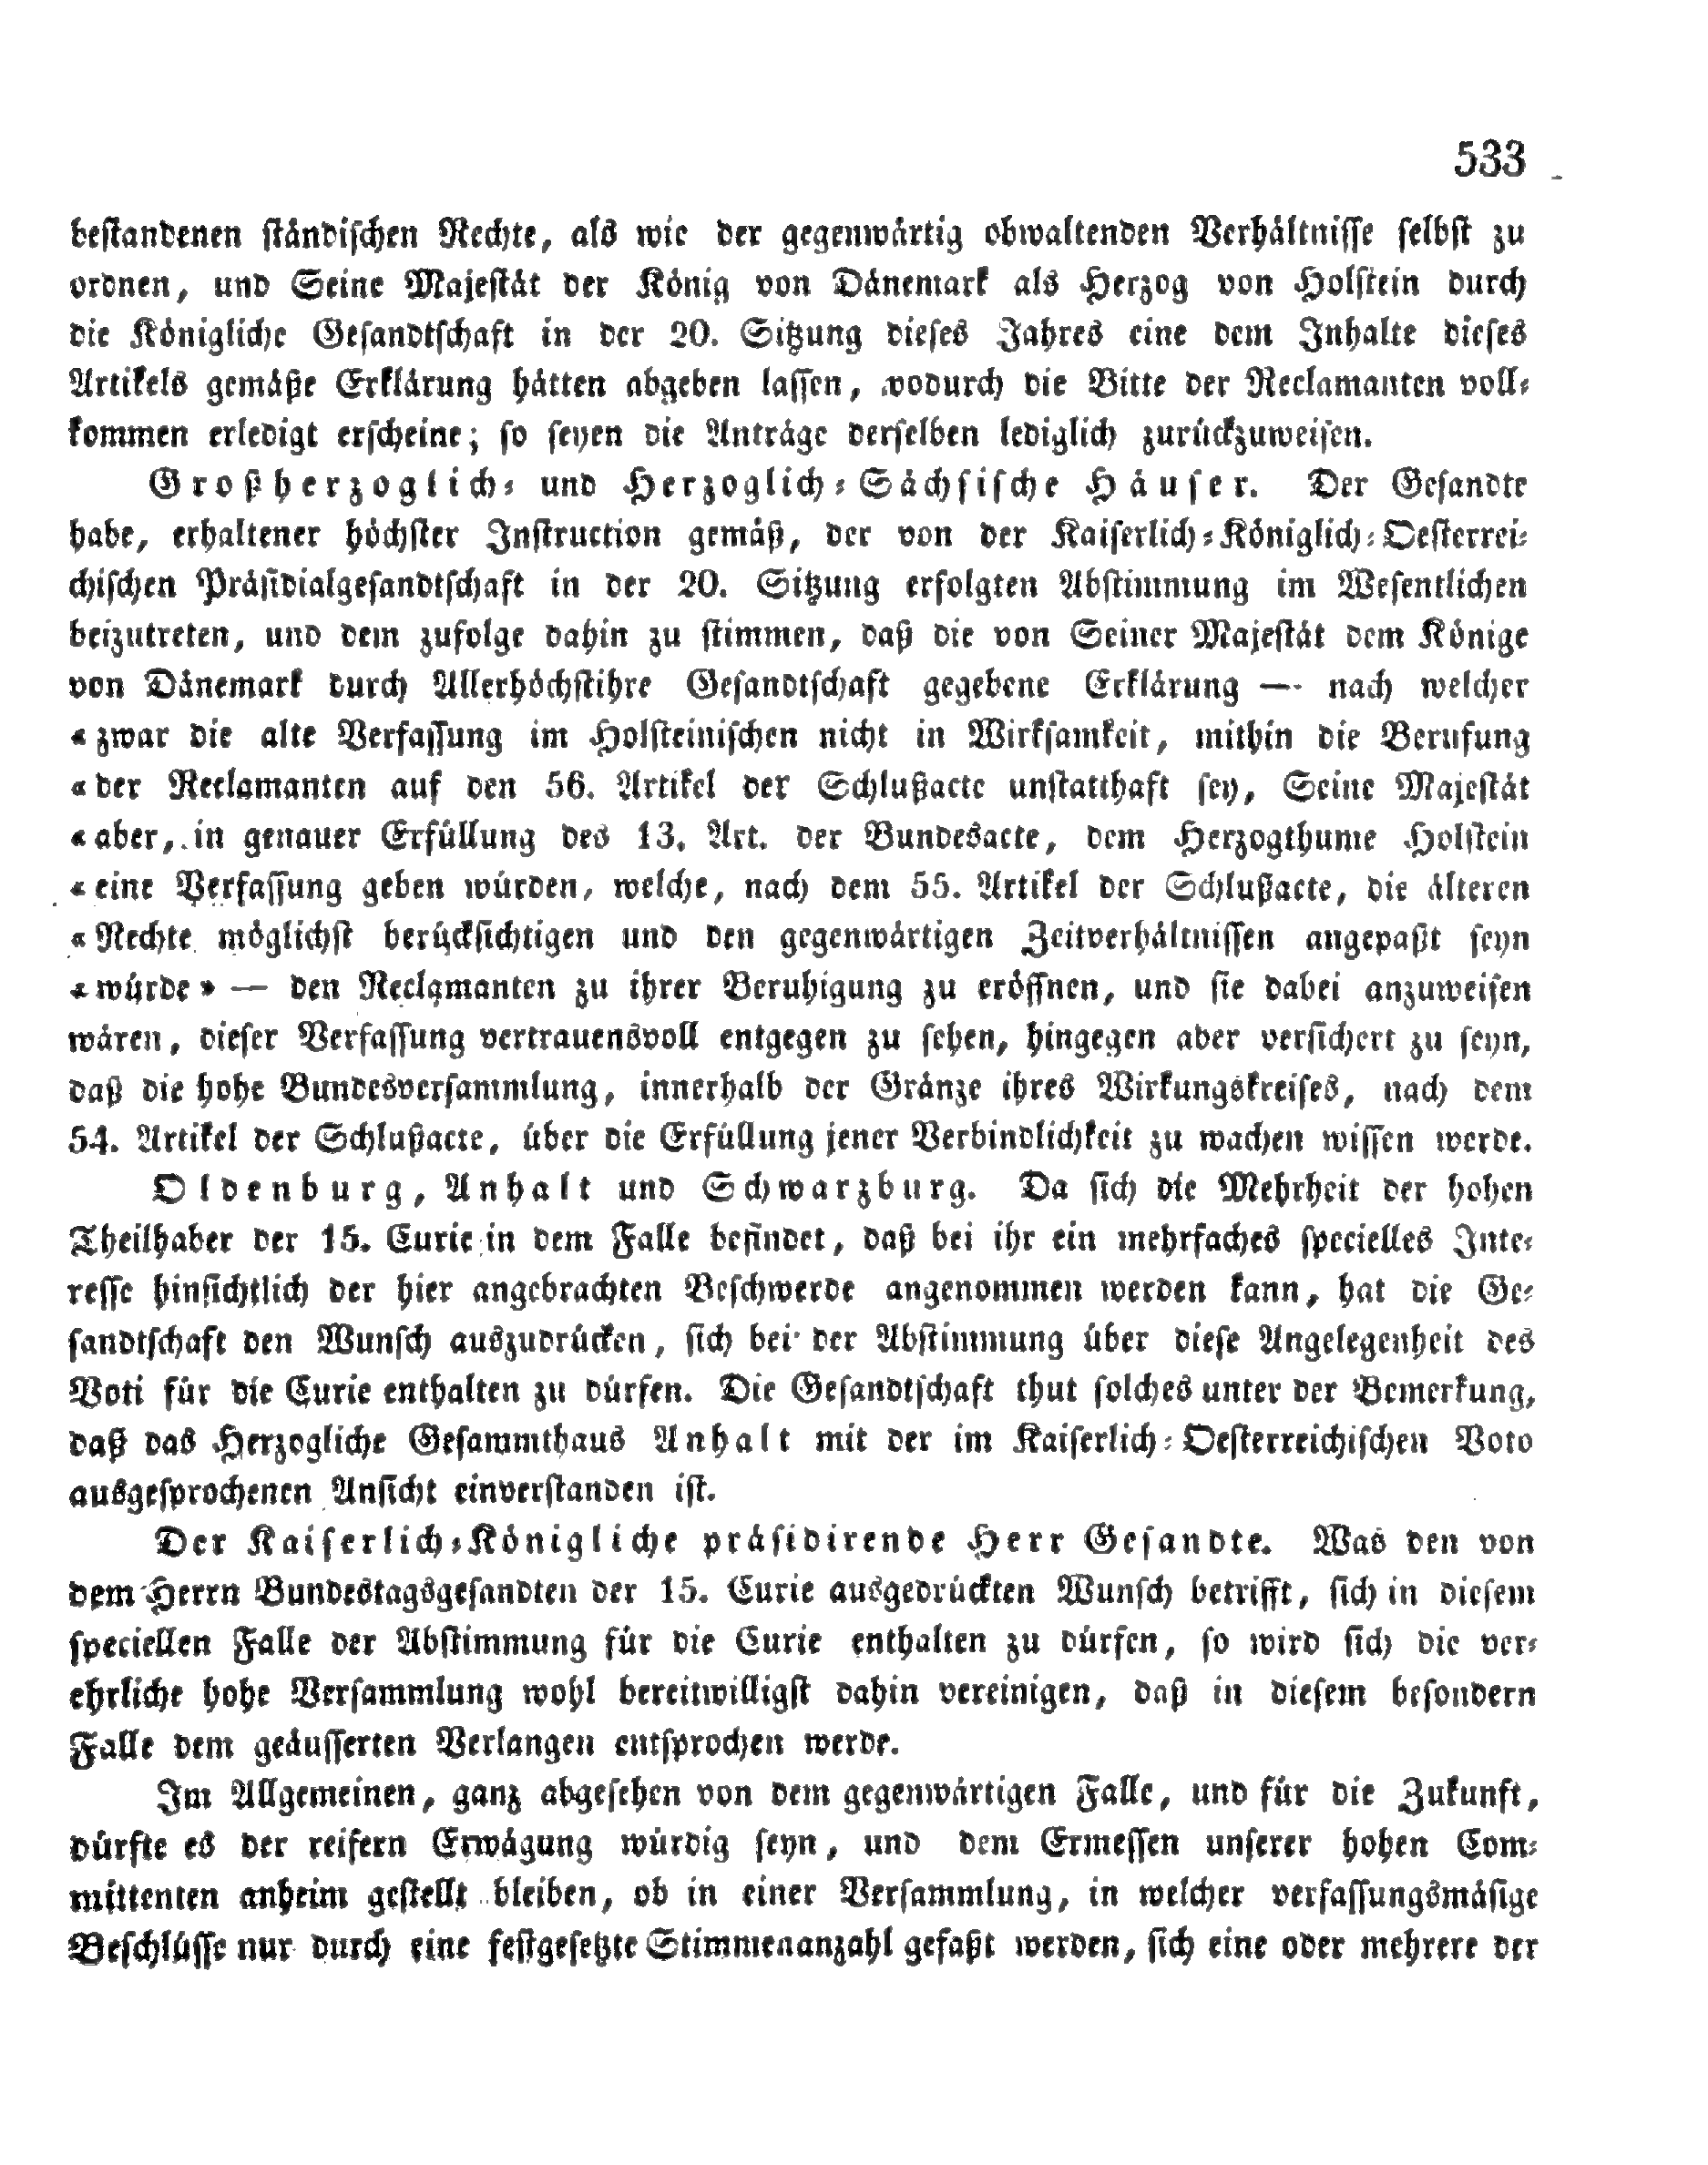 533
bestandenen ständischen Rechte, als wie der gegenwärtig obwaltenden Verhältnisse selbst zu
ordnen, und Seine Majestät der König von Dänemark als Herzog von Holstein durch
die Königliche Gesandtschaft in der 20. Sitzung dieses Jahres eine dem Inhalte dieses
Artikels gemäße Erklärung hätten abgeben lassen, wodurch die Bitte der Reclamanten voll-
kommen erledigt erscheine; so seyen die Anträge derselben lediglich zurückzuweisen.
Großherzoglich- und Herzoglich-Sächsische Häuser. Der Gesandte
habe, erhaltener höchster Instruction gemäß, der von der Kaiserlich-Königlich-Oesterrei-
chischen Präsidialgesandtschaft in der 20. Sitzung erfolgten Abstimmung im Wesentlichen
beizutreten, und dem zufolge dahin zu stimmen, daß die von Seiner Majestät dem Könige
von Dänemark durch Allerhöchstihre Gesandtschaft gegebene Erklärung — nach welcher
« zwar die alte Verfassung im Holsteinischen nicht in Wirksamkeit, mithin die Berufung
« der Reclamanten auf den 56. Artikel der Schlußacte unstatthaft sey, Seine Majestät
« aber, in genauer Erfüllung des 13. Art. der Bundesacte, dem Herzogthume Holstein
« eine Verfassung geben würden, welche, nach dem 55. Artikel der Schlußacte, die älteren
« Rechte möglichst berücksichtigen und den gegenwärtigen Zeitverhältnissen angepaßt seyn
« würde » — den Reclamanten zu ihrer Beruhigung zu eröffnen, und sie dabei anzuweisen
wären, dieser Verfassung vertrauensvoll entgegen zu sehen, hingegen aber versichert zu seyn,
daß die hohe Bundesversammlung, innerhalb der Gränze ihres Wirkungskreises, nach dem
54. Artikel der Schlußacte, über die Erfüllung jener Verbindlichkeit zu wachen wissen werde.
Oldenburg, Anhalt und Schwarzburg. Da sich die Mehrheit der hohen
Theilhaber der 15. Curie in dem Falle befindet, daß bei ihr ein mehrfaches specielles Inte-
resse hinsichtlich der hier angebrachten Beschwerde angenommen werden kann, hat die Ge-
sandtschaft den Wunsch auszudrücken, sich bei der Abstimmung über diese Angelegenheit des
Voti für die Curie enthalten zu dürfen. Die Gesandtschaft thut solches unter der Bemerkung,
daß das Herzogliche Gesammthaus Anhalt mit der im Kaiserlich-Oesterreichischen Voto
ausgesprochenen Ansicht einverstanden ist.
Der Kaiserlich-Königliche präsidirende Herr Gesandte. Was den von
dem Herrn Bundestagsgesandten der 15. Curie ausgedrückten Wunsch betrifft, sich in diesem
speciellen Falle der Abstimmung für die Curie enthalten zu dürfen, so wird sich die ver-
ehrliche hohe Versammlung wohl bereitwilligst dahin vereinigen, daß in diesem besondern
Falle dem geäusserten Verlangen entsprochen werde.
Im Allgemeinen, ganz abgesehen von dem gegenwärtigen Falle, und für die Zukunft,
dürfte es der reifern Erwägung würdig seyn, und dem Ermessen unserer hohen Com-
mittenten anheim gestellt bleiben, ob in einer Versammlung, in welcher verfassungsmäsige
Beschlüsse nur durch eine festgesetzte Stimmenanzahl gefaßt werden, sich eine oder mehrere der